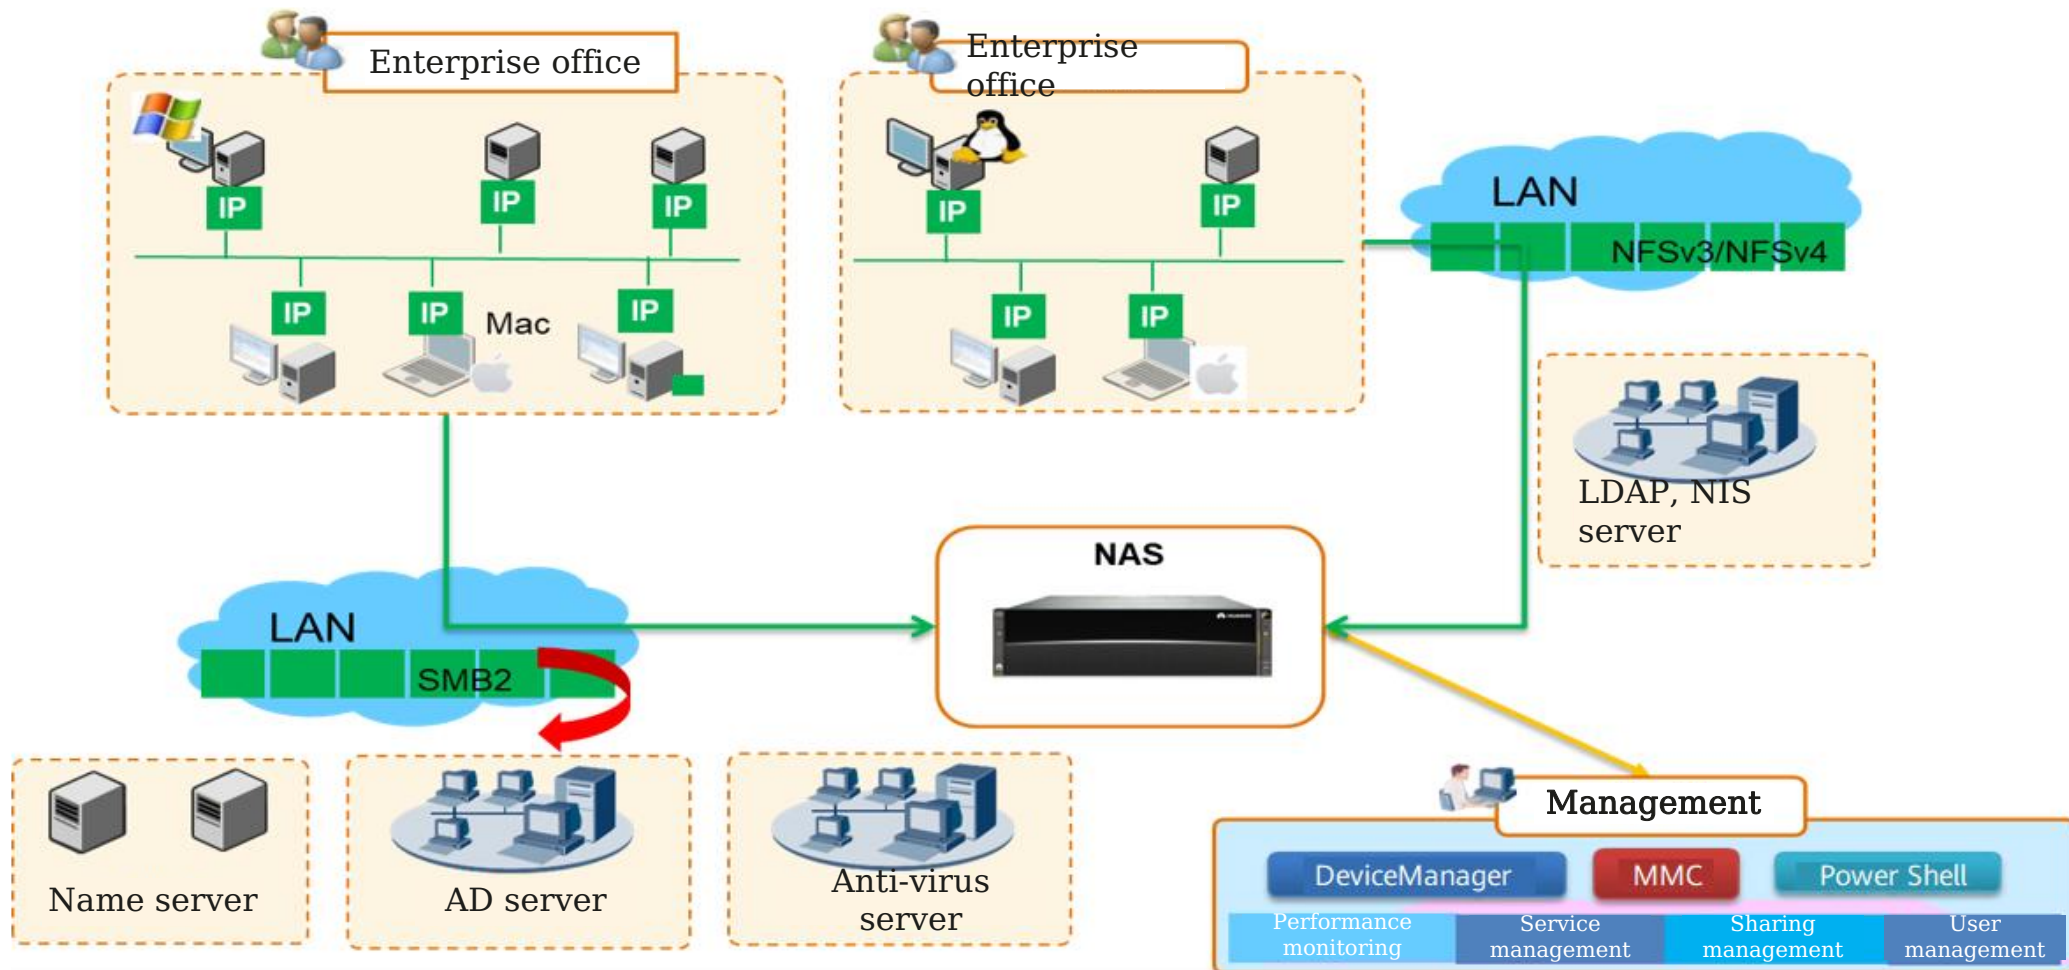 Enterprise office
Enterprise
office
IP
IP
IP
IP
IP
LAN
NFSv3/NFSv4
IP
IP
Mac
IP
IP
IP
LDAP, NIS
server
NAS
LAN
SMB2
Management
Name server
AD server
Anti-virus
server
DeviceManager
MMC
Power Shell
Performance
monitoring
Service
management
Sharing
management
User
management